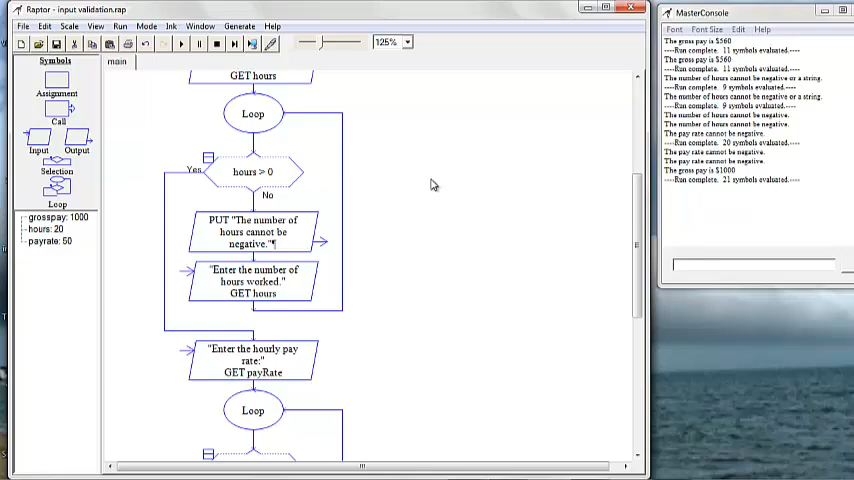 Raptor - input validation.rap
File Edit Scale View Run Mode Ink Window Generate Help
125%
Symbols
Assignment
Call
Input Output
Selection
Loop
grosspay: 1000
hours: 20
payrate: 50
main
GET hours
Loop
Yes
hours > 0
No
PUT "The number of
hours cannot be
negative."¶
"Enter the number of
hours worked."
GET hours
"Enter the hourly pay
rate:"
GET payRate
Loop
MasterConsole
Font Font Size Edit Help
The gross pay is $560
----Run complete. 11 symbols evaluated.----
The gross pay is $560
----Run complete. 11 symbols evaluated.----
The number of hours cannot be negative or a string.
----Run complete. 9 symbols evaluated.----
The number of hours cannot be negative or a string.
----Run complete. 9 symbols evaluated.----
The number of hours cannot be negative.
The number of hours cannot be negative.
The pay rate cannot be negative.
----Run complete. 20 symbols evaluated.----
The pay rate cannot be negative.
The pay rate cannot be negative.
The gross pay is $1000
----Run complete. 21 symbols evaluated.----